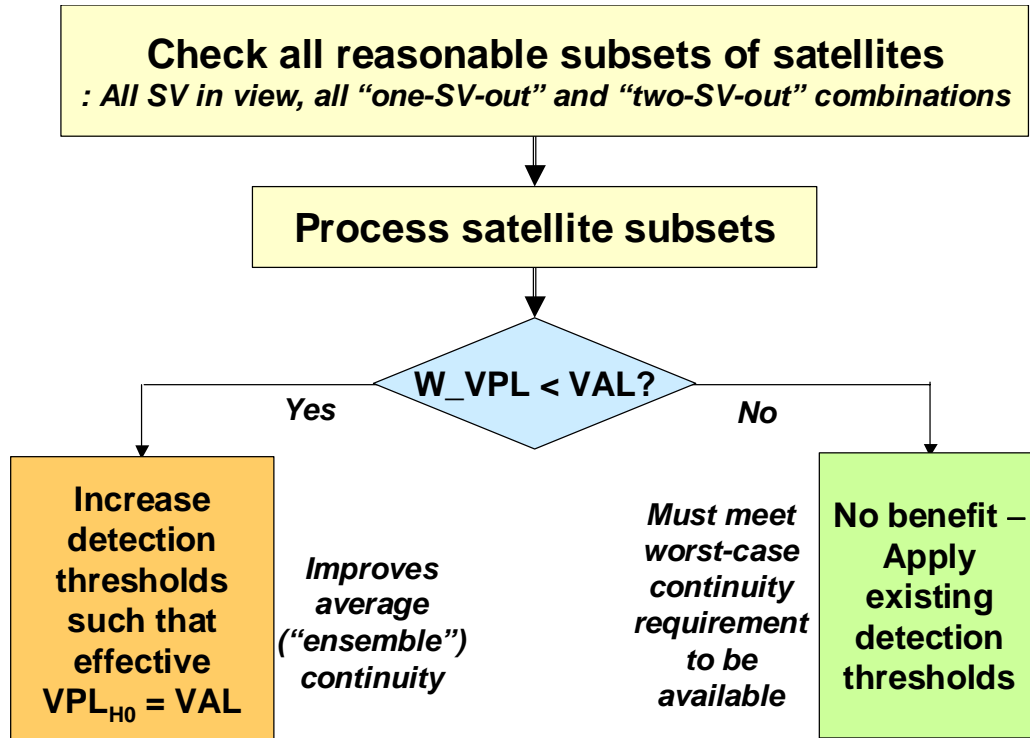 Check all reasonable subsets of satellites
: All SV in view, all “one-SV-out” and “two-SV-out” combinations
Process satellite subsets
W_VPL < VAL?
Yes
No
Increase
detection
thresholds
such that
effective
VPL_H0 = VAL
Improves
average
(“ensemble”)
continuity
Must meet
worst-case
continuity
requirement
to be
available
No benefit –
Apply
existing
detection
thresholds